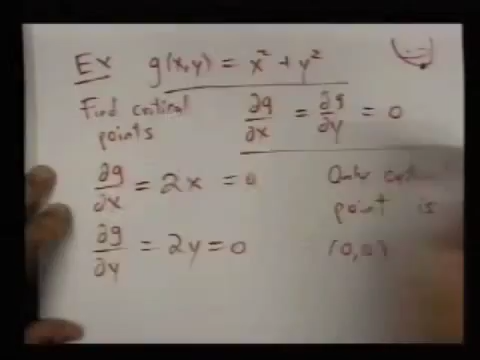 Ex g(x,y) = x² + y²
Find critical points
∂g/∂x = ∂g/∂y = 0
∂g/∂x = 2x = 0
∂g/∂y = 2y = 0
Only
point is
(0,0)